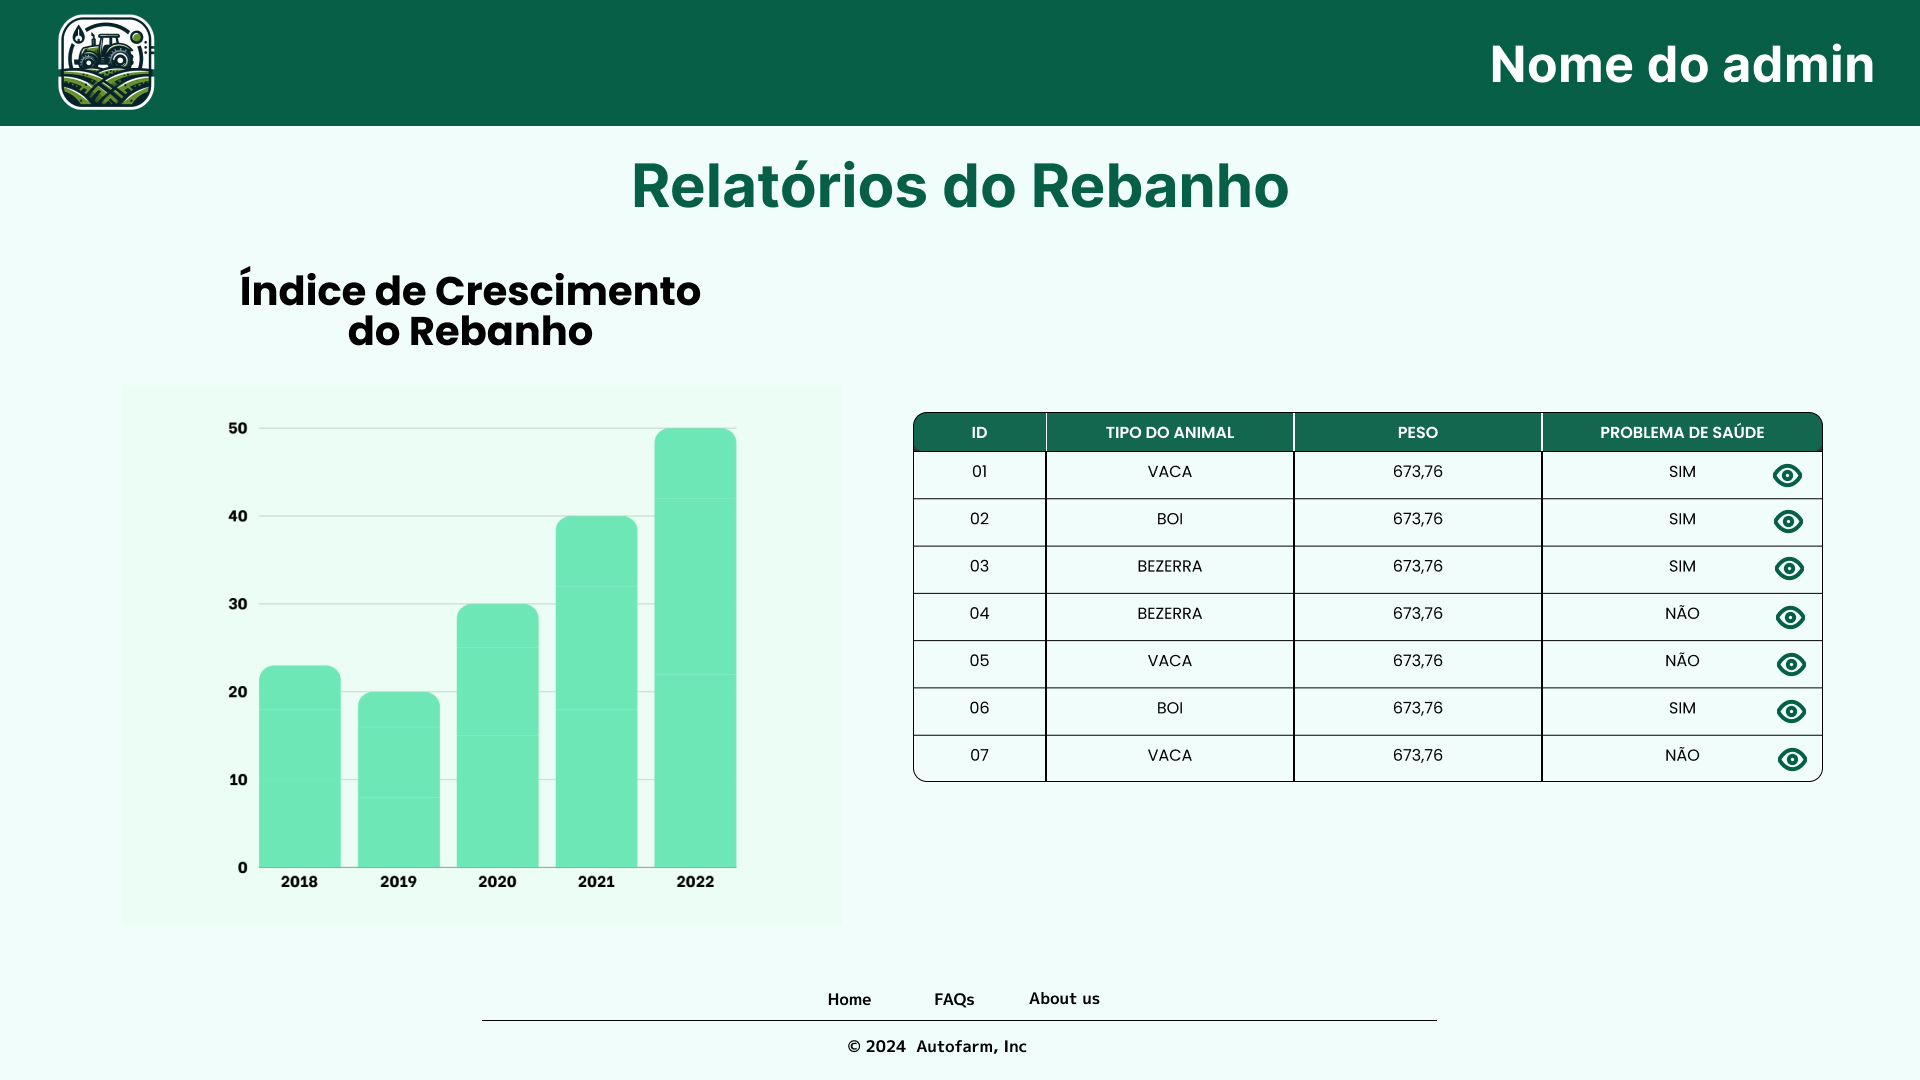 Nome do admin
Relatórios do Rebanho
Índice de Crescimento
do Rebanho
50
40
30
20
10
0
2018 2019 2020 2021 2022
ID TIPO DO ANIMAL PESO PROBLEMA DE SAÚDE
01 VACA 673,76 SIM
02 BOI 673,76 SIM
03 BEZERRA 673,76 SIM
04 BEZERRA 673,76 NÃO
05 VACA 673,76 NÃO
06 BOI 673,76 SIM
07 VACA 673,76 NÃO
Home FAQs About us
© 2024 Autofarm, Inc